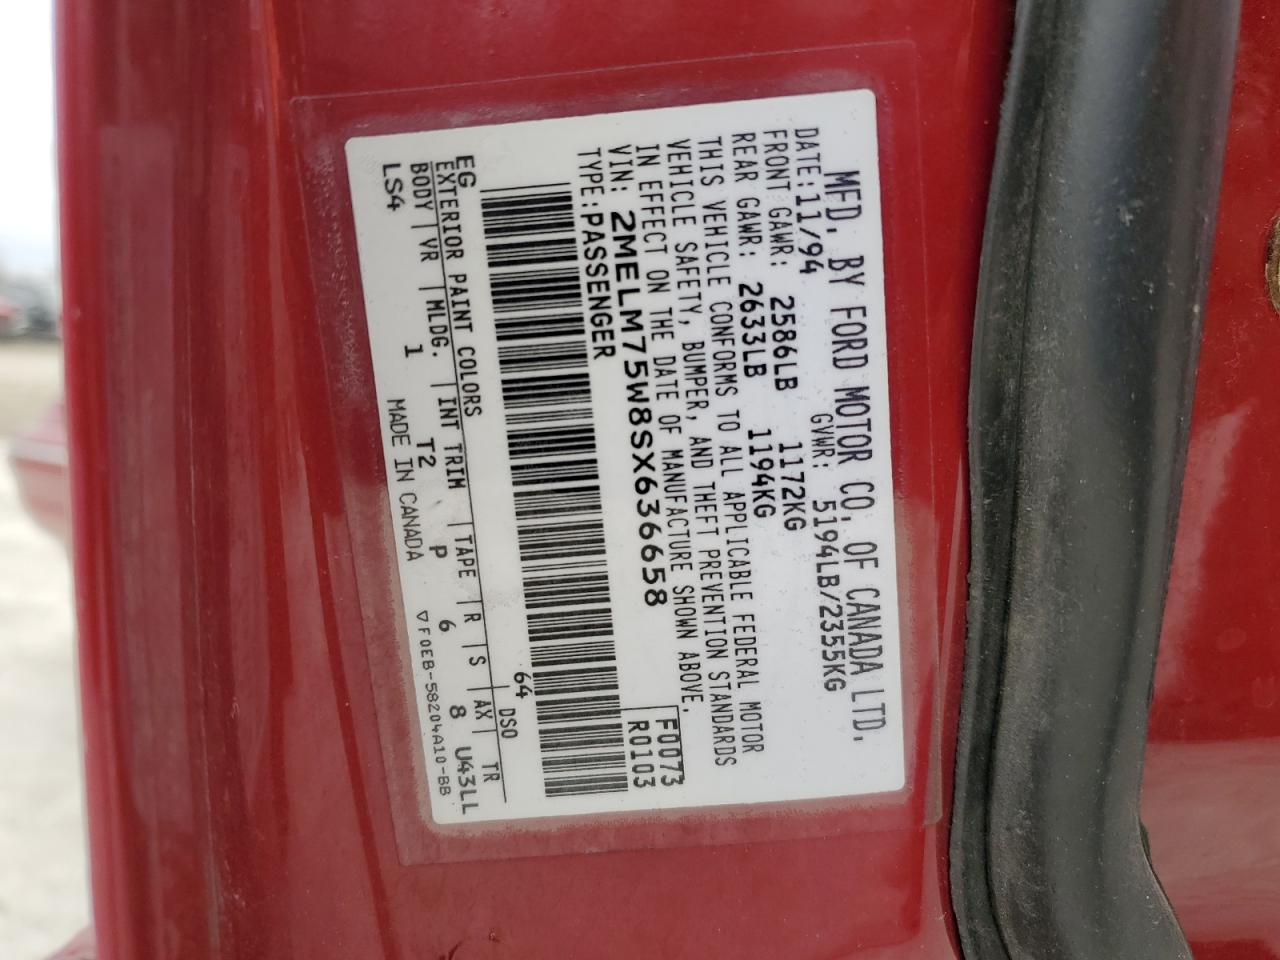 MFD. BY FORD MOTOR CO. OF CANADA LTD.
DATE:11/94 GVWR: 5194LB/2355KG
FRONT GAWR: 2586LB 1172KG
REAR GAWR: 2633LB 1194KG
THIS VEHICLE CONFORMS TO ALL APPLICABLE FEDERAL MOTOR
VEHICLE SAFETY, BUMPER, AND THEFT PREVENTION STANDARDS
IN EFFECT ON THE DATE OF MANUFACTURE SHOWN ABOVE.
VIN: 2MELM75W8SX636658 F0073
TYPE:PASSENGER R0103
EG 64 DSO
EXTERIOR PAINT COLORS
BODY VR MLDG. INT TRIM TAPE R S AX TR
LS4 1 T2 P 6 8 U43LL
MADE IN CANADA ▽F0EB-58204A10-BB